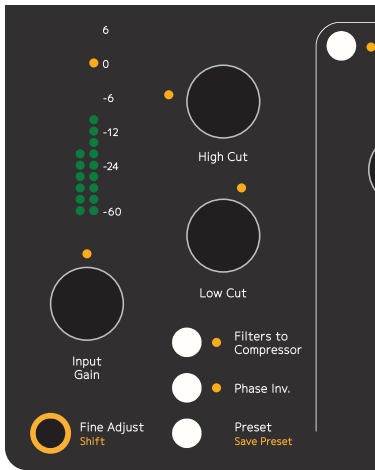 6
0
-6
-12
-24
-60
High Cut
Low Cut
Input
Gain
Filters to
Compressor
Phase Inv.
Fine Adjust
Shift
Preset
Save Preset